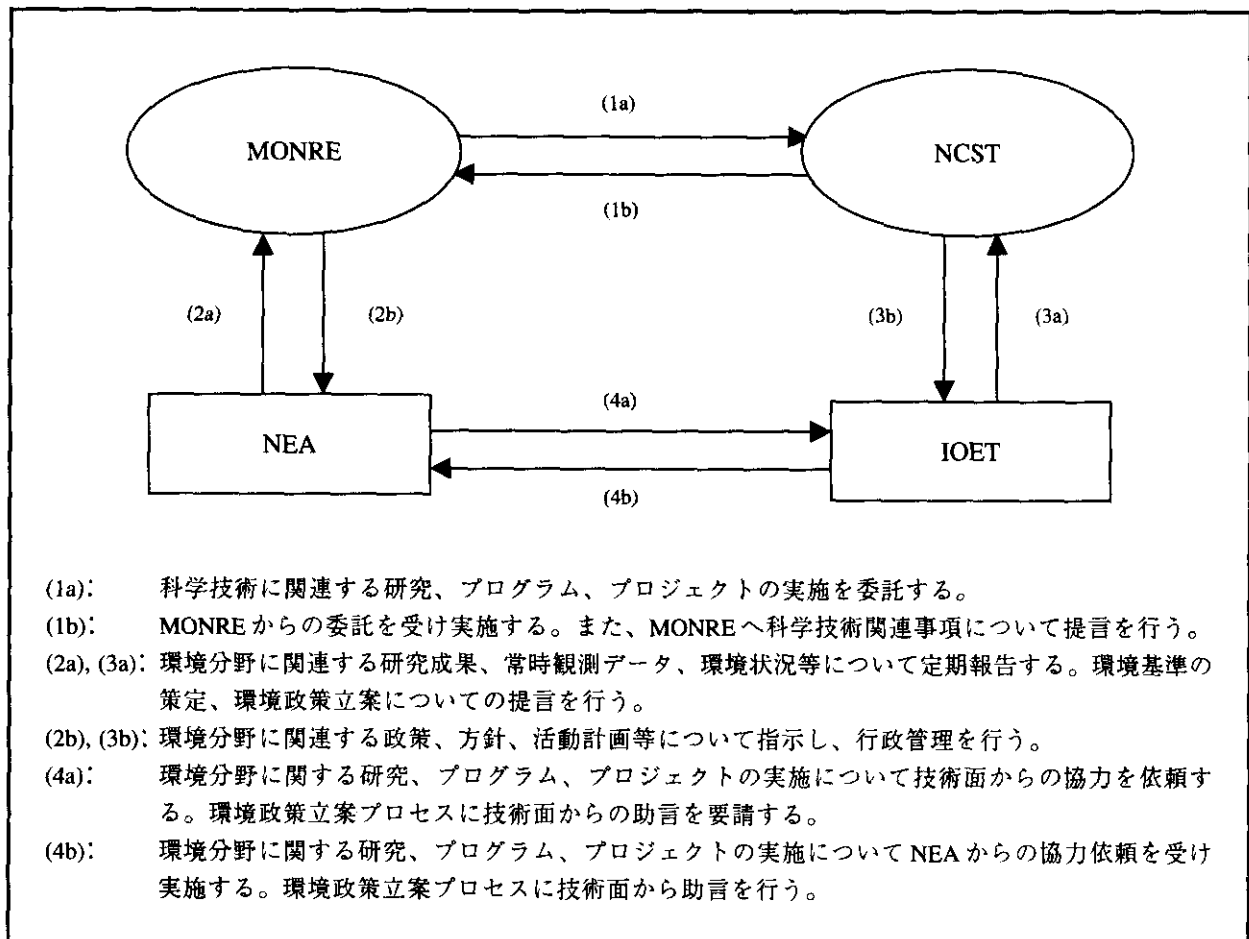 (1a)
MONRE
NCST
(1b)
(2a)
(2b)
(3b)
(3a)
(4a)
NEA
IOET
(4b)
(1a): 科学技術に関連する研究、プログラム、プロジェクトの実施を委託する。
(1b): MONREからの委託を受け実施する。また、MONREへ科学技術関連事項について提言を行う。
(2a), (3a): 環境分野に関連する研究成果、常時観測データ、環境状況等について定期報告する。環境基準の
策定、環境政策立案についての提言を行う。
(2b), (3b): 環境分野に関連する政策、方針、活動計画等について指示し、行政管理を行う。
(4a): 環境分野に関する研究、プログラム、プロジェクトの実施について技術面からの協力を依頼す
る。環境政策立案プロセスに技術面からの助言を要請する。
(4b): 環境分野に関する研究、プログラム、プロジェクトの実施についてNEAからの協力依頼を受け
実施する。環境政策立案プロセスに技術面から助言を行う。